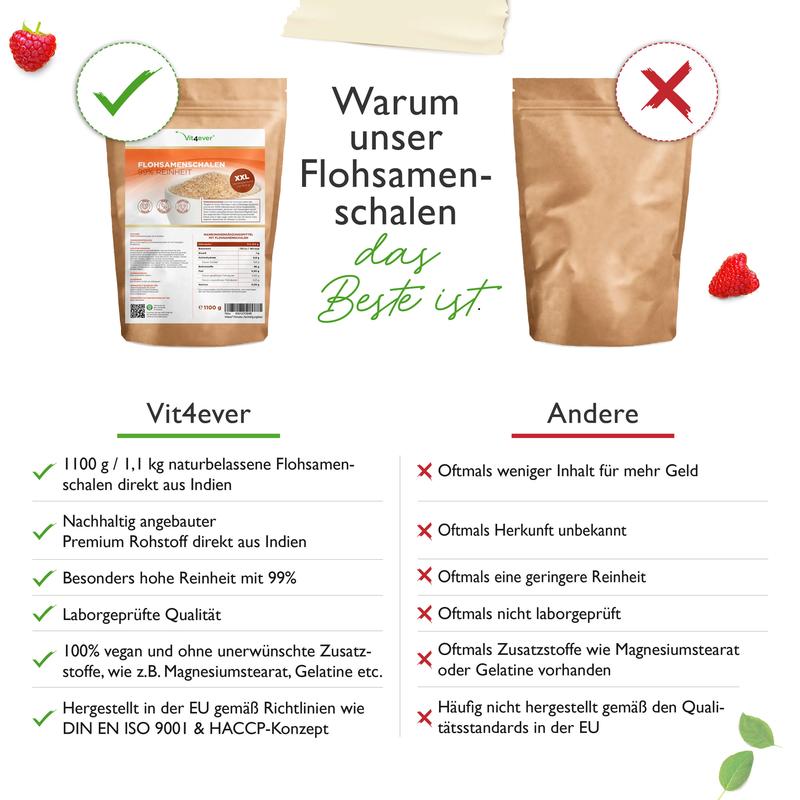 Warum
unser
Flohsamen-
schalen
das
Beste ist.
Vit4ever
FLOHSAMENSCHALEN
99% REINHEIT
XXL
1100 g
Vit4ever
1100 g / 1,1 kg naturbelassene Flohsamen-
schalen direkt aus Indien
Nachhaltig angebauter
Premium Rohstoff direkt aus Indien
Besonders hohe Reinheit mit 99%
Laborgeprüfte Qualität
100% vegan und ohne unerwünschte Zusatz-
stoffe, wie z.B. Magnesiumstearat, Gelatine etc.
Hergestellt in der EU gemäß Richtlinien wie
DIN EN ISO 9001 & HACCP-Konzept
Andere
Oftmals weniger Inhalt für mehr Geld
Oftmals Herkunft unbekannt
Oftmals eine geringere Reinheit
Oftmals nicht laborgeprüft
Oftmals Zusatzstoffe wie Magnesiumstearat
oder Gelatine vorhanden
Häufig nicht hergestellt gemäß den Quali-
tätsstandards in der EU